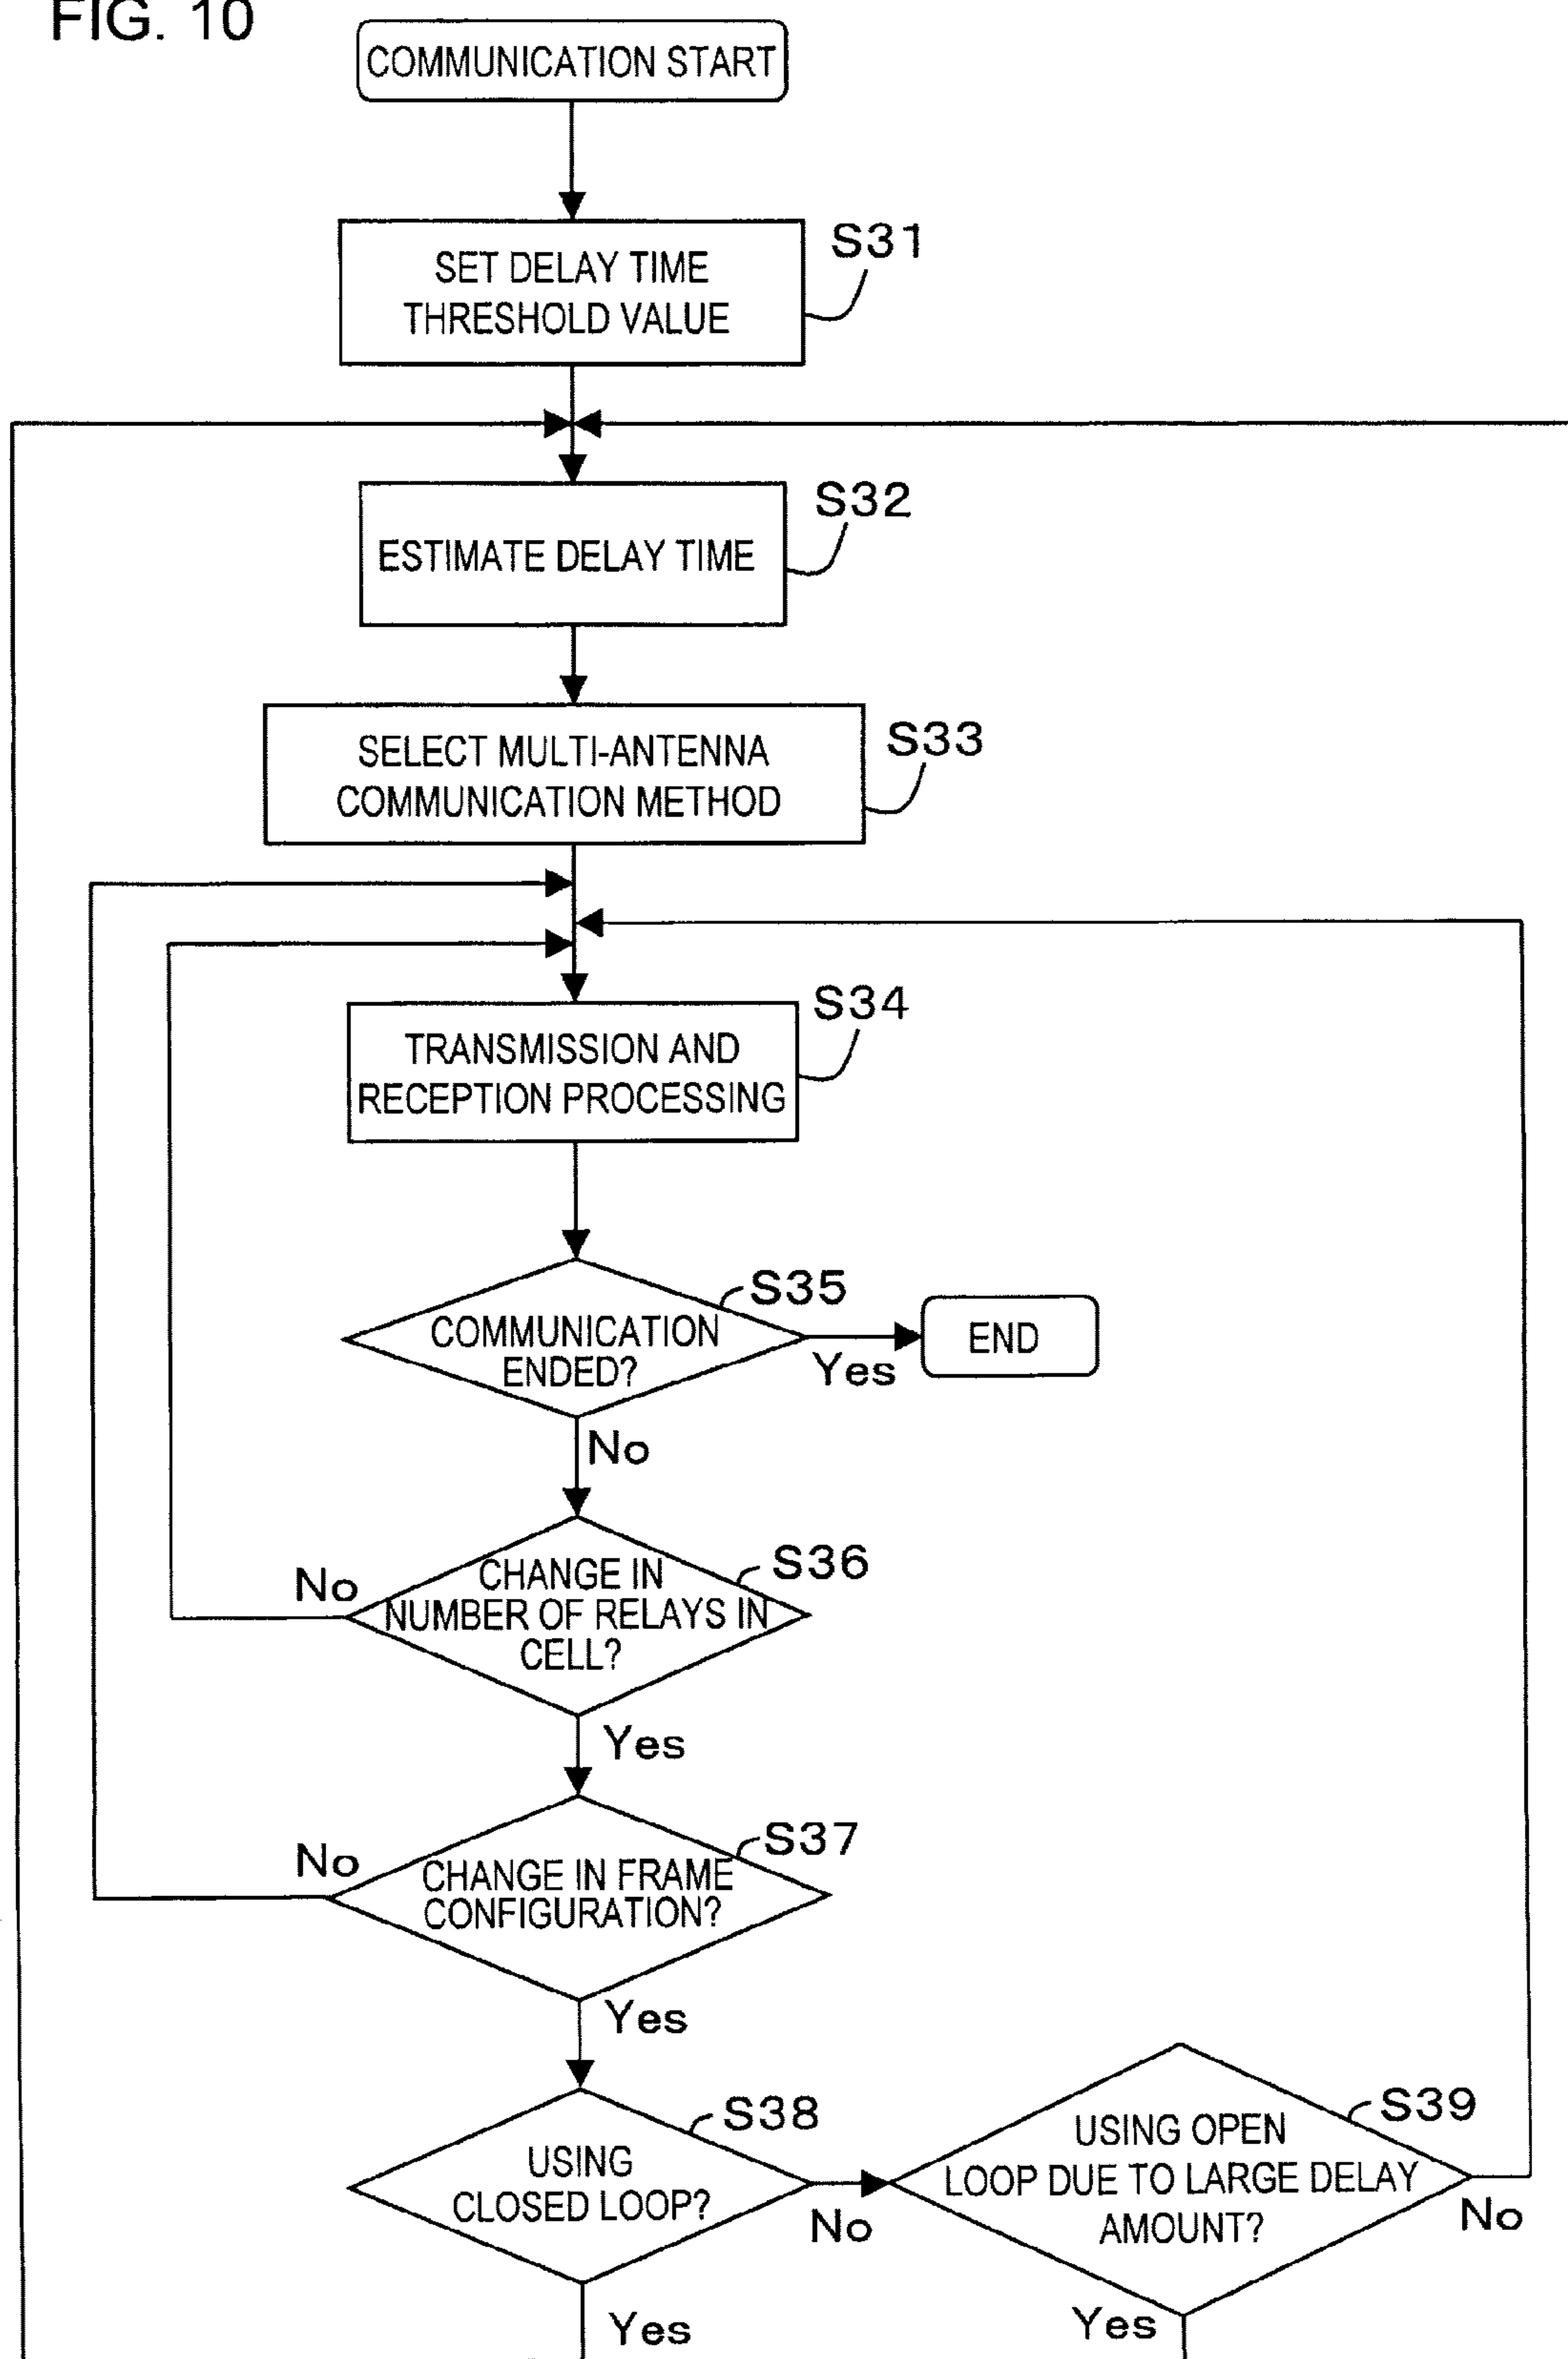 FIG. 10
COMMUNICATION START
S31
SET DELAY TIME
THRESHOLD VALUE
S32
ESTIMATE DELAY TIME
S33
SELECT MULTI-ANTENNA
COMMUNICATION METHOD
S34
TRANSMISSION AND
RECEPTION PROCESSING
S35
COMMUNICATION
ENDED?
Yes
END
No
S36
CHANGE IN
NUMBER OF RELAYS IN
CELL?
No
Yes
S37
CHANGE IN FRAME
CONFIGURATION?
No
Yes
S38
USING
CLOSED LOOP?
No
Yes
S39
USING OPEN
LOOP DUE TO LARGE DELAY
AMOUNT?
No
Yes